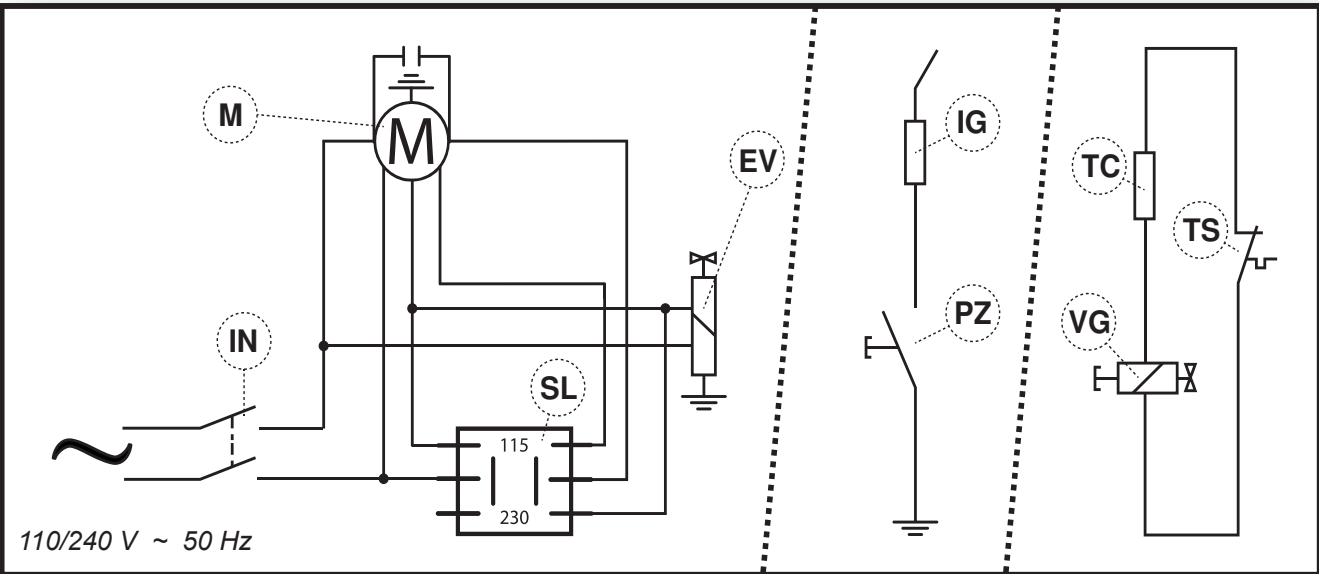 M
M
EV
IN
SL
115
230
110/240 V ~ 50 Hz
IG
PZ
TC
TS
VG